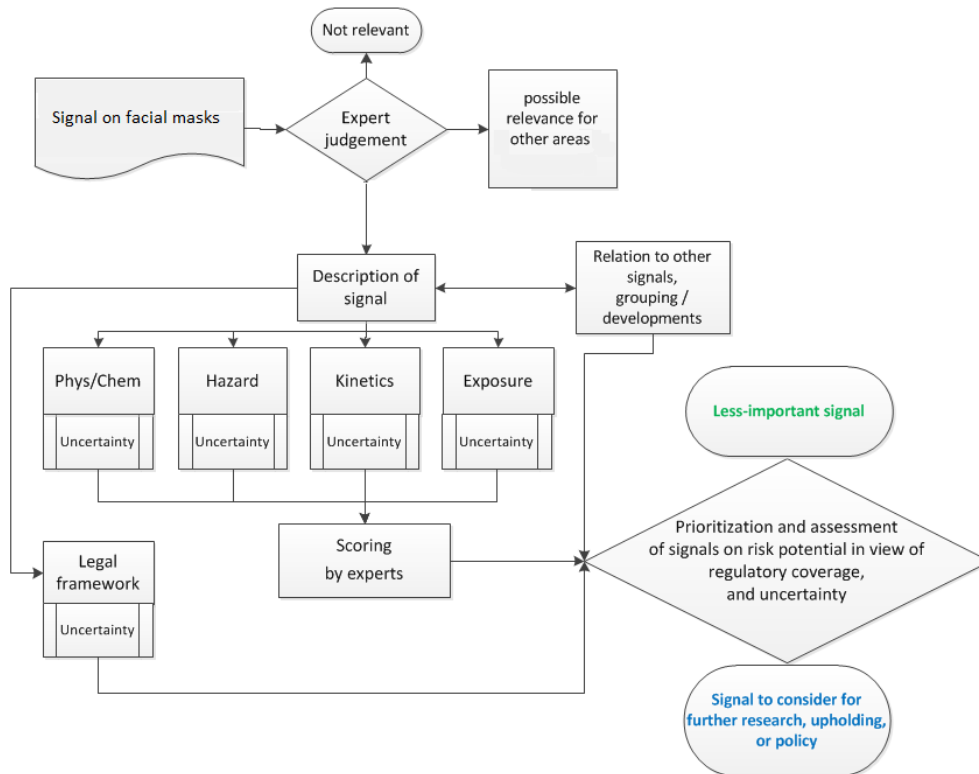 Not relevant
Signal on facial masks
Expert
judgement
possible
relevance for
other areas
Description of
signal
Relation to other
signals,
grouping /
developments
Phys/Chem
Hazard
Kinetics
Exposure
Uncertainty
Uncertainty
Uncertainty
Uncertainty
Less-important signal
Scoring
by experts
Prioritization and assessment
of signals on risk potential in view of
regulatory coverage,
and uncertainty
Legal
framework
Uncertainty
Signal to consider for
further research, upholding,
or policy